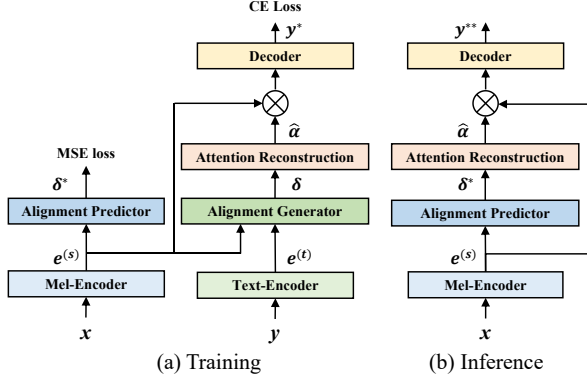 CE Loss
y*
Decoder
α̂
Attention Reconstruction
MSE loss
δ*
δ
Alignment Predictor
Alignment Generator
e^(s)
e^(t)
Mel-Encoder
Text-Encoder
x
y
(a) Training
y**
Decoder
α̂
Attention Reconstruction
δ*
Alignment Predictor
e^(s)
Mel-Encoder
x
(b) Inference